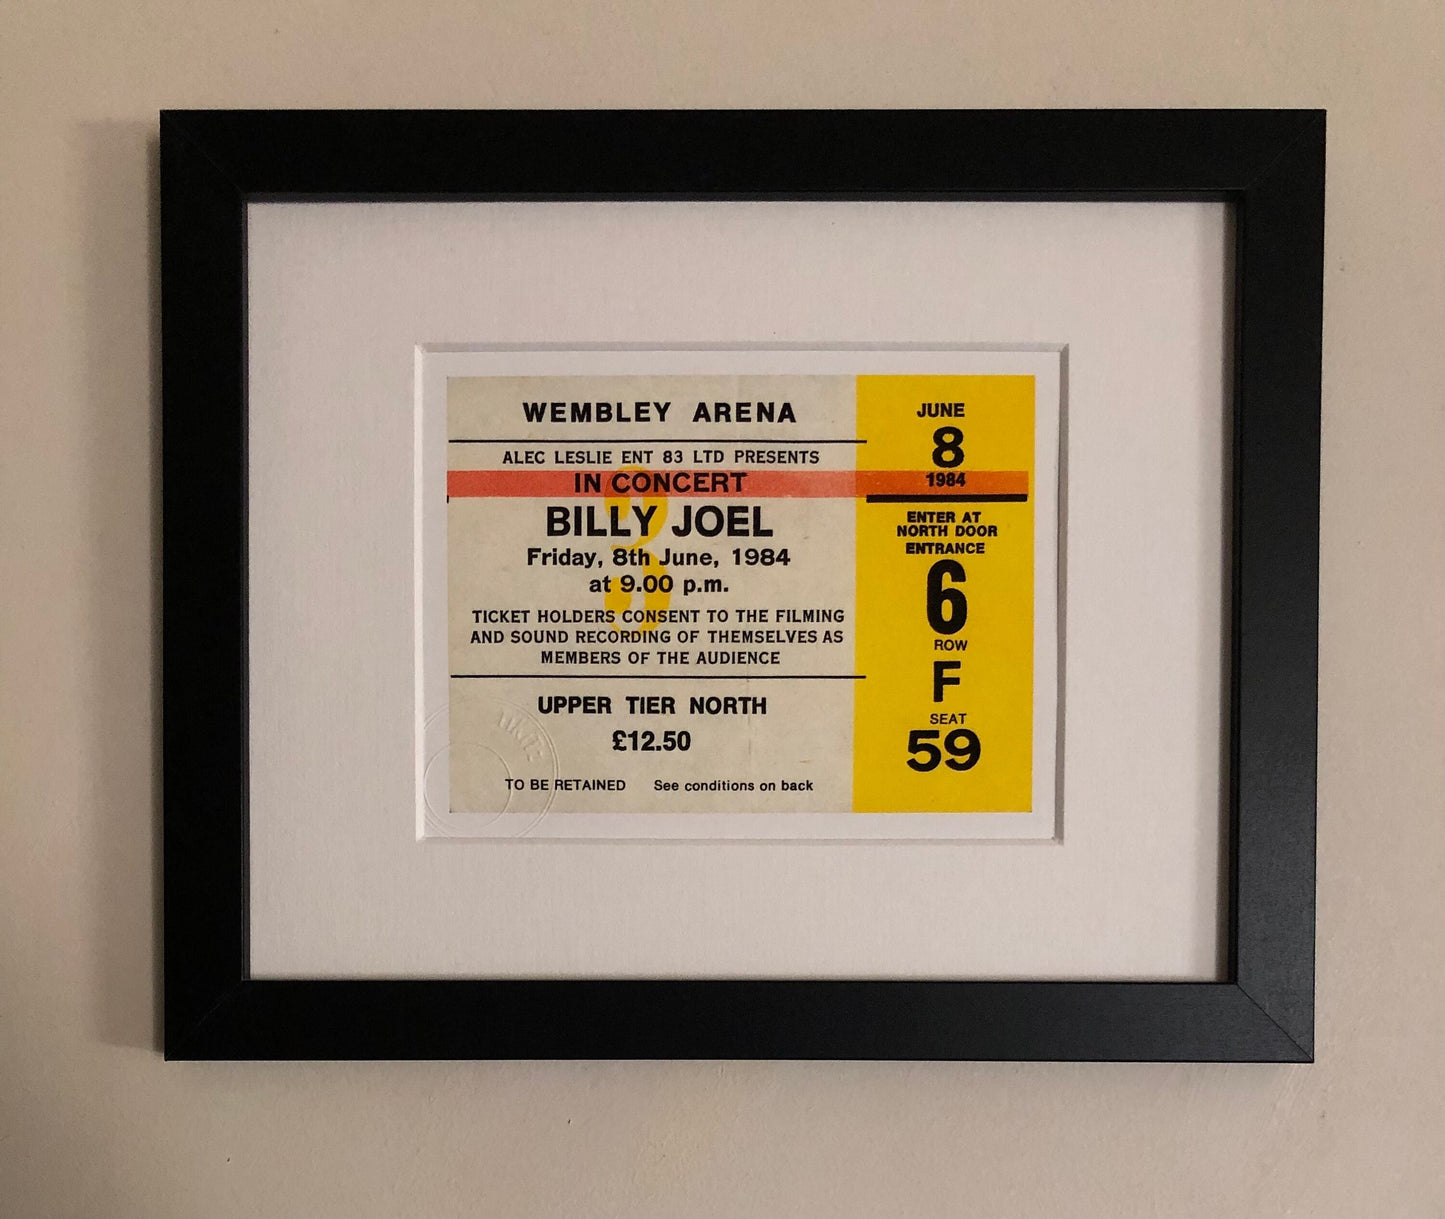 WEMBLEY ARENA
ALEC LESLIE ENT 83 LTD PRESENTS
IN CONCERT
3
BILLY JOEL
Friday, 8th June, 1984
at 9.00 p.m.
TICKET HOLDERS CONSENT TO THE FILMING
AND SOUND RECORDING OF THEMSELVES AS
MEMBERS OF THE AUDIENCE
UPPER TIER NORTH
£12.50
TO BE RETAINED See conditions on back
JUNE
8
1984
ENTER AT
NORTH DOOR
ENTRANCE
6
ROW
F
SEAT
59